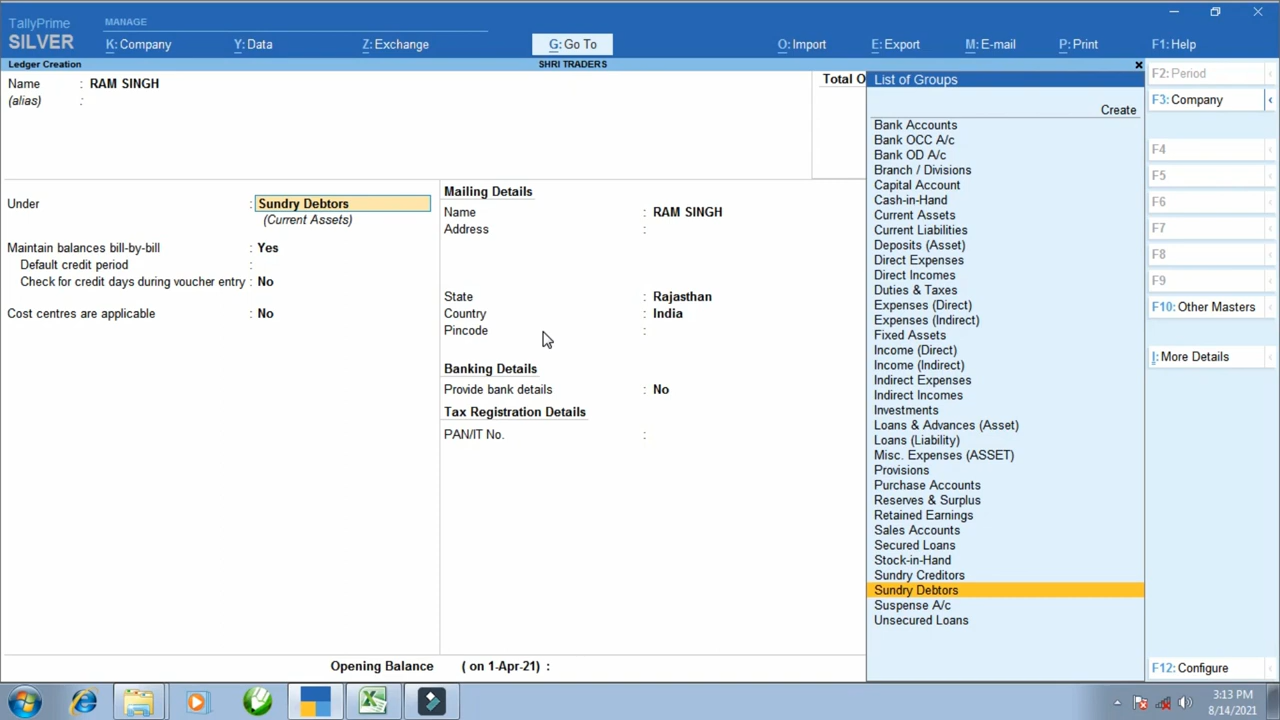 TallyPrime
MANAGE
SILVER
K: Company
Y: Data
Z: Exchange
G: Go To
O: Import
E: Export
M: E-mail
P: Print
F1: Help
Ledger Creation
SHRI TRADERS
×
Name : RAM SINGH
(alias) :
Total O
Under : Sundry Debtors
(Current Assets)
Maintain balances bill-by-bill : Yes
Default credit period :
Check for credit days during voucher entry : No
Cost centres are applicable : No
Mailing Details
Name : RAM SINGH
Address :
State : Rajasthan
Country : India
Pincode :
Banking Details
Provide bank details : No
Tax Registration Details
PAN/IT No. :
Opening Balance ( on 1-Apr-21) :
List of Groups
Create
Bank Accounts
Bank OCC A/c
Bank OD A/c
Branch / Divisions
Capital Account
Cash-in-Hand
Current Assets
Current Liabilities
Deposits (Asset)
Direct Expenses
Direct Incomes
Duties & Taxes
Expenses (Direct)
Expenses (Indirect)
Fixed Assets
Income (Direct)
Income (Indirect)
Indirect Expenses
Indirect Incomes
Investments
Loans & Advances (Asset)
Loans (Liability)
Misc. Expenses (ASSET)
Provisions
Purchase Accounts
Reserves & Surplus
Retained Earnings
Sales Accounts
Secured Loans
Stock-in-Hand
Sundry Creditors
Sundry Debtors
Suspense A/c
Unsecured Loans
F2: Period
F3: Company
F4
F5
F6
F7
F8
F9
F10: Other Masters
I: More Details
F12: Configure
3:13 PM
8/14/2021